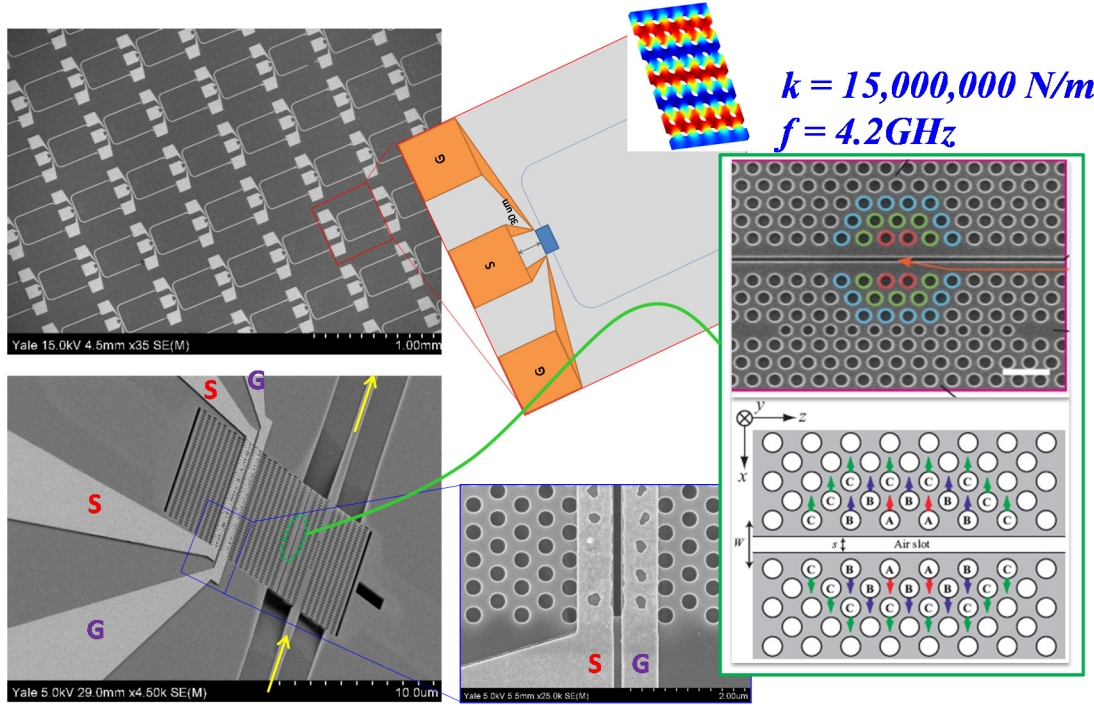 k = 15,000,000 N/m
f = 4.2GHz
G
30 um
S
G
Yale 15.0kV 4.5mm x35 SE(M) 1.00mm
S G
S
G
Yale 5.0kV 29.0mm x4.50k SE(M) 10.0um
S G
Yale 5.0kV 5.5mm x25.0k SE(M) 2.00um
y
z
x
C C C C
C C C C C C
C B B B C
C B A A B C
W
s Air slot
C B A A B C
C B B B C
C C C C